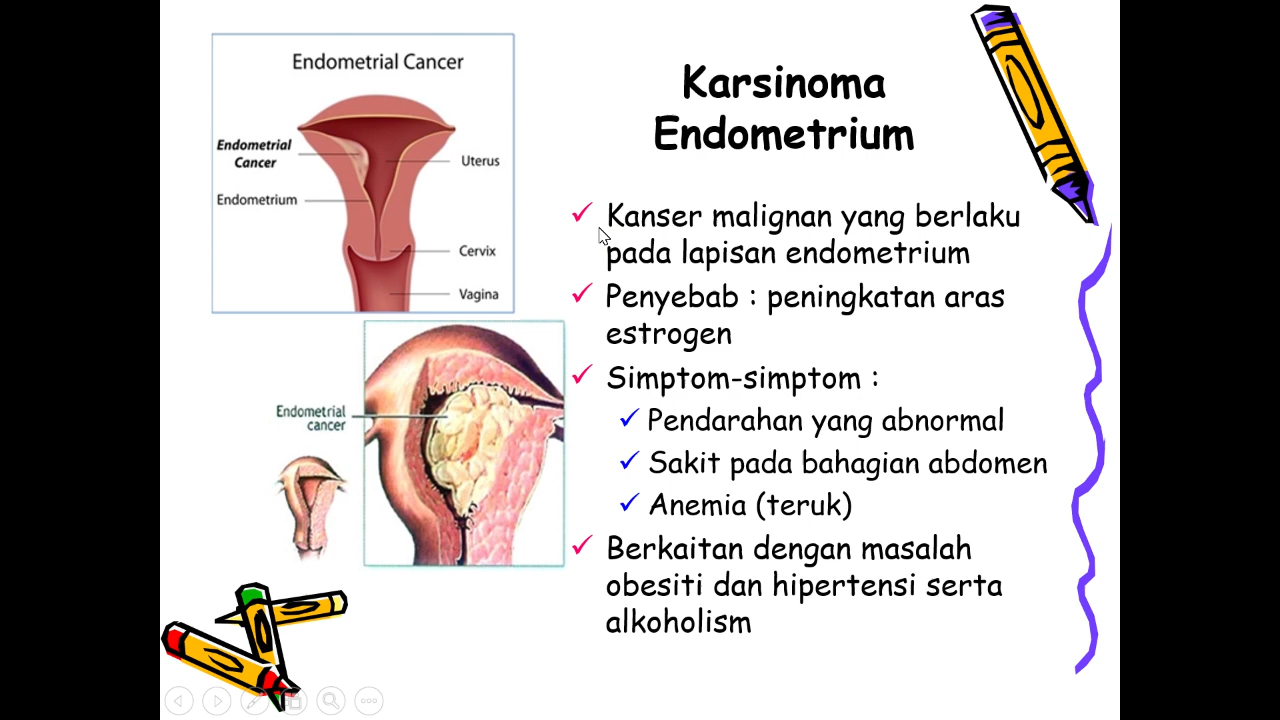 Endometrial Cancer
Endometrial
Cancer
Endometrium
Uterus
Cervix
Vagina
Endometrial
cancer
Karsinoma
Endometrium
Kanser malignan yang berlaku
pada lapisan endometrium
Penyebab : peningkatan aras
estrogen
Simptom-simptom :
Pendarahan yang abnormal
Sakit pada bahagian abdomen
Anemia (teruk)
Berkaitan dengan masalah
obesiti dan hipertensi serta
alkoholism